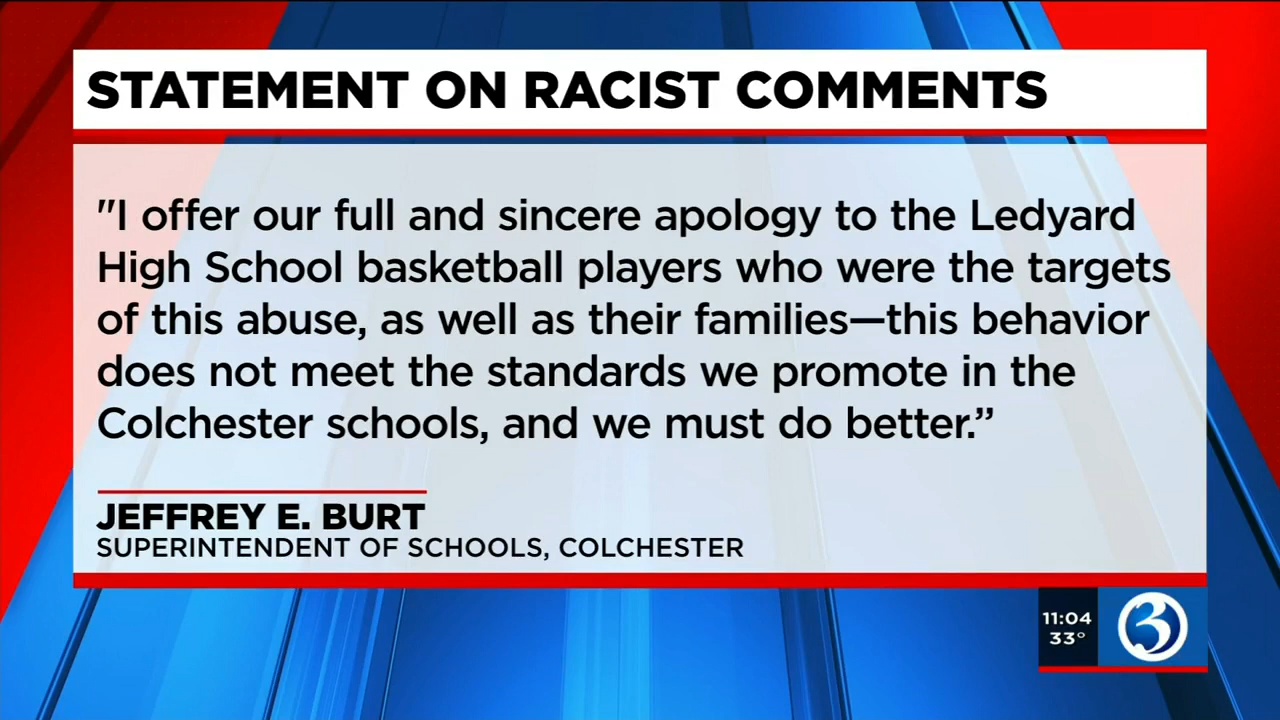 STATEMENT ON RACIST COMMENTS
"I offer our full and sincere apology to the Ledyard
High School basketball players who were the targets
of this abuse, as well as their families—this behavior
does not meet the standards we promote in the
Colchester schools, and we must do better.”
JEFFREY E. BURT
SUPERINTENDENT OF SCHOOLS, COLCHESTER
11:04
33°
3